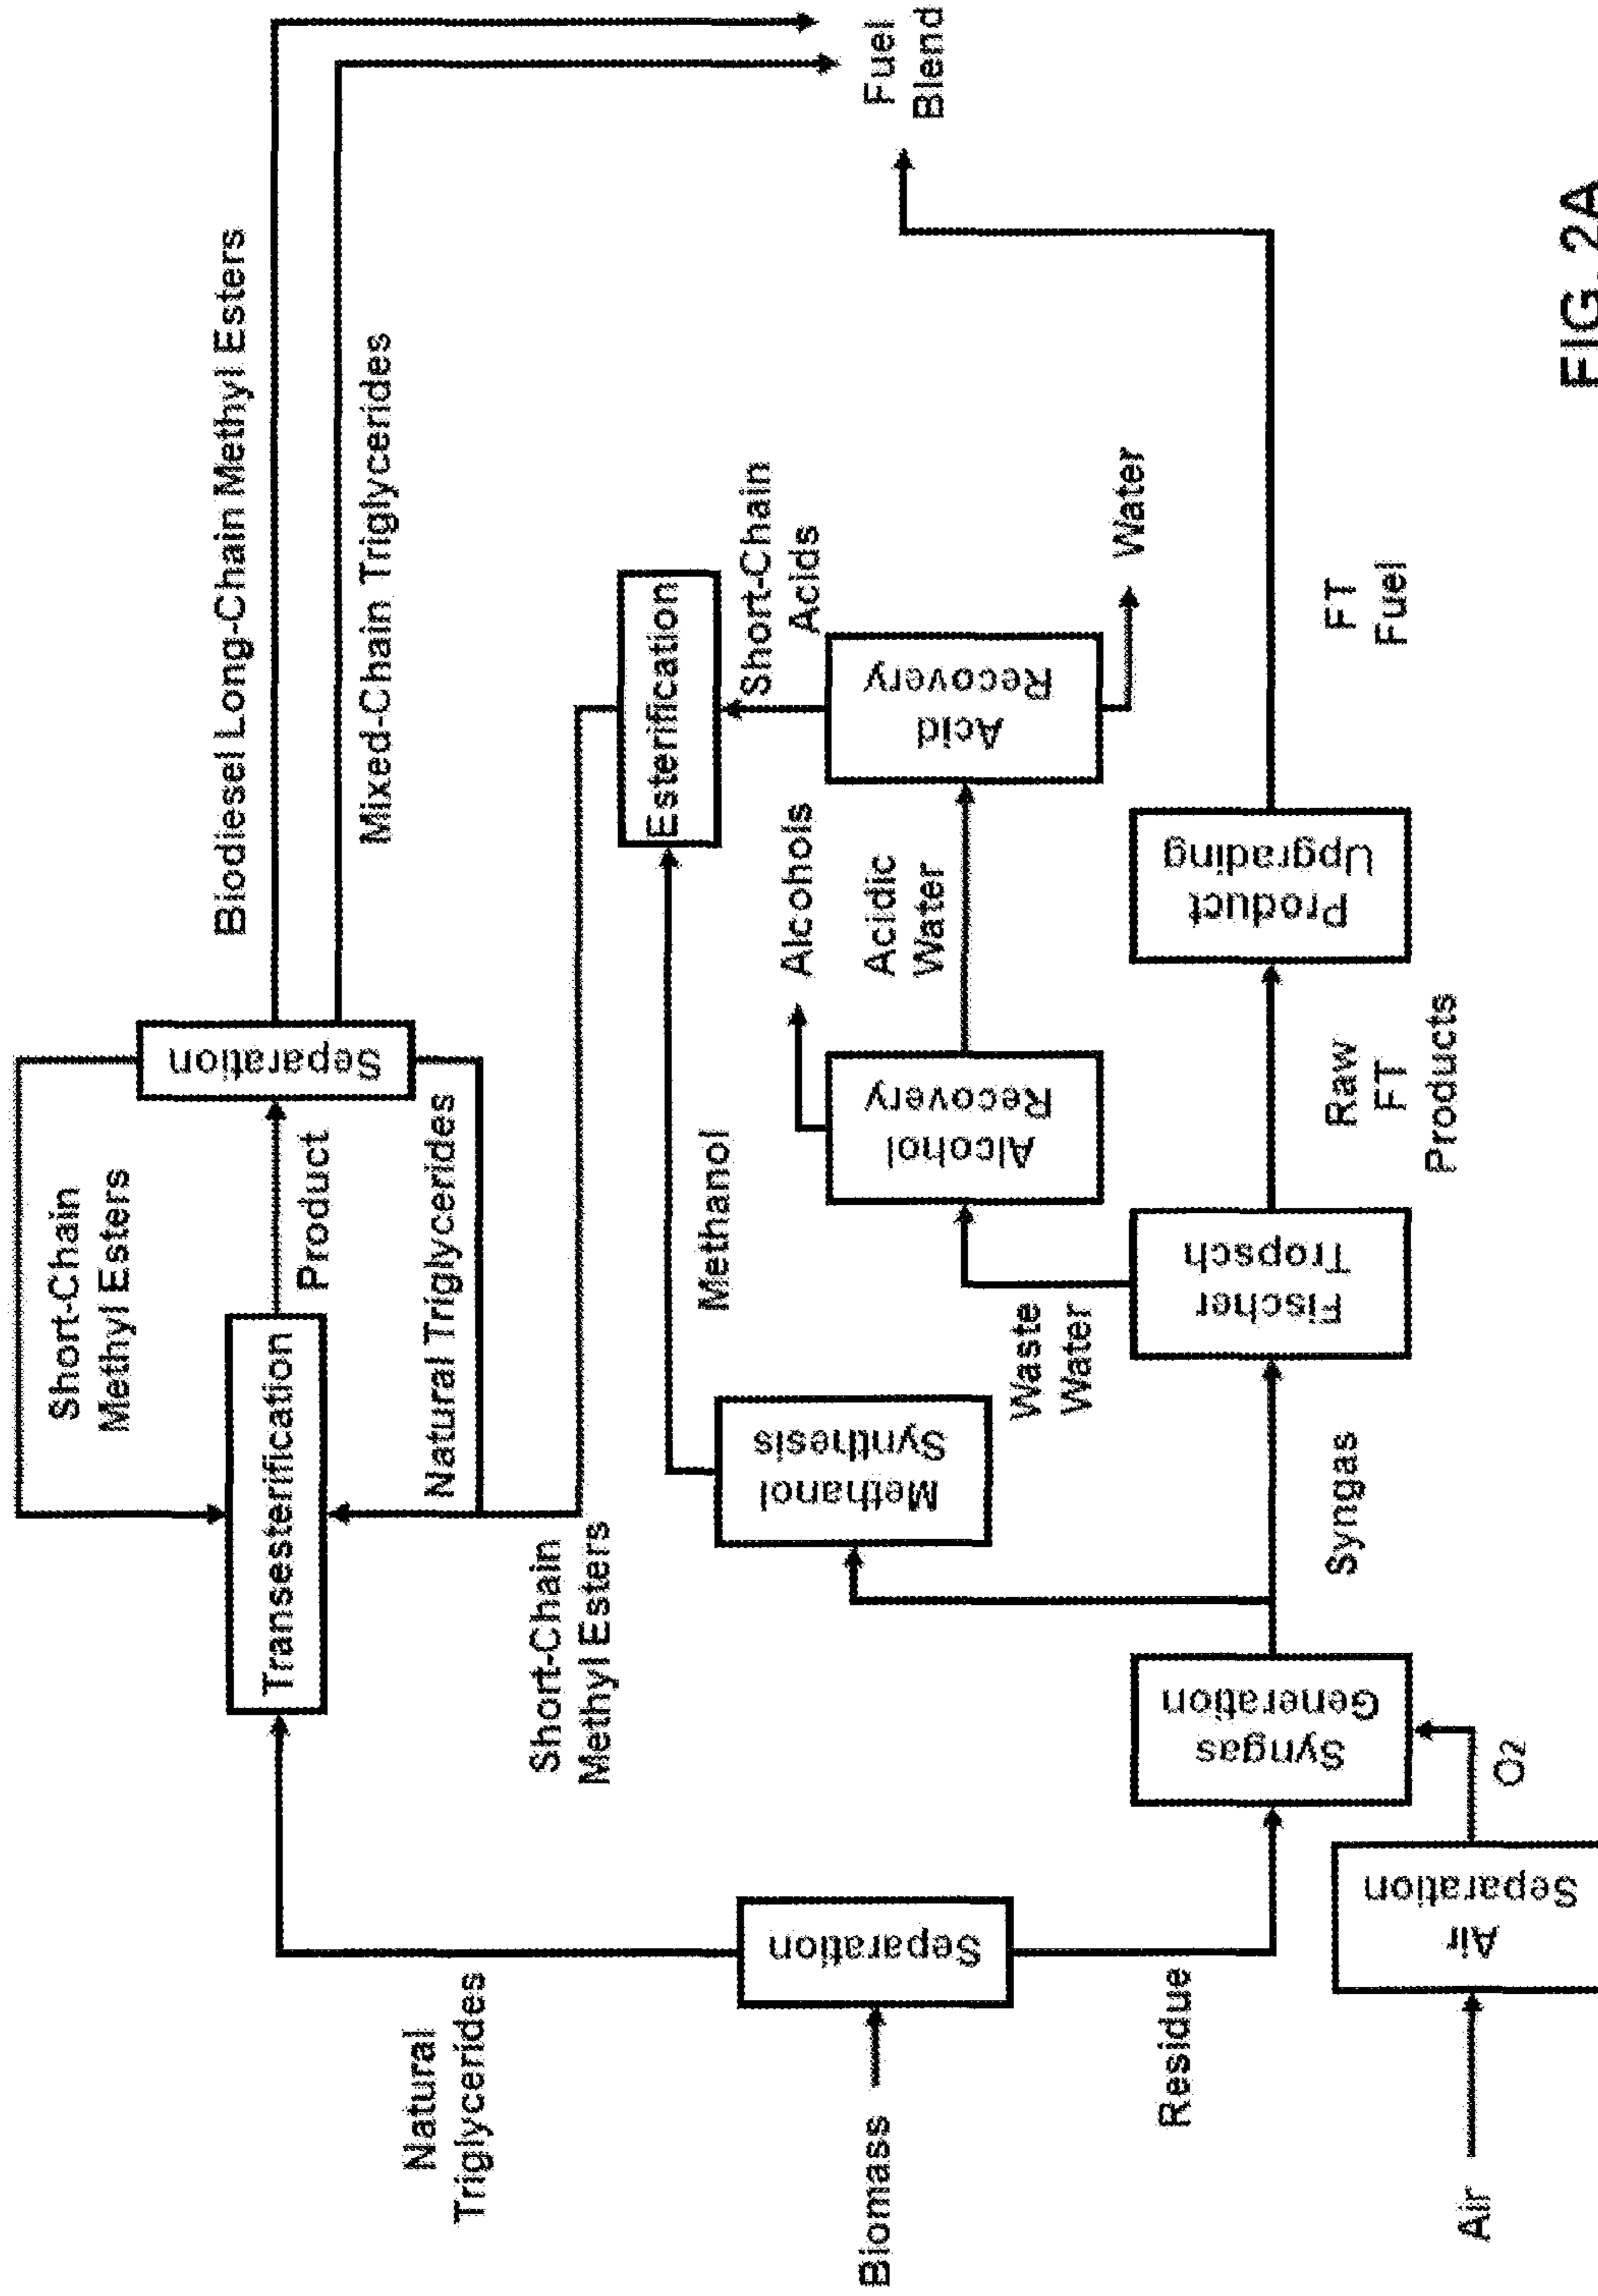 Short-Chain
Methyl Esters
Biodiesel Long-Chain Methyl Esters
Transesterification
Product
Separation
Mixed-Chain Triglycerides
Natural
Triglycerides
Natural Triglycerides
Short-Chain
Methyl Esters
Methanol
Esterification
Short-Chain
Acids
Methanol
Synthesis
Alcohols
Biomass
Separation
Waste
Water
Alcohol
Recovery
Acidic
Water
Acid
Recovery
Water
Fuel
Blend
Residue
Syngas
Generation
Syngas
Fischer
Tropsch
Raw
FT
Products
Product
Upgrading
FT
Fuel
Air
Air
Separation
O2
FIG. 2A